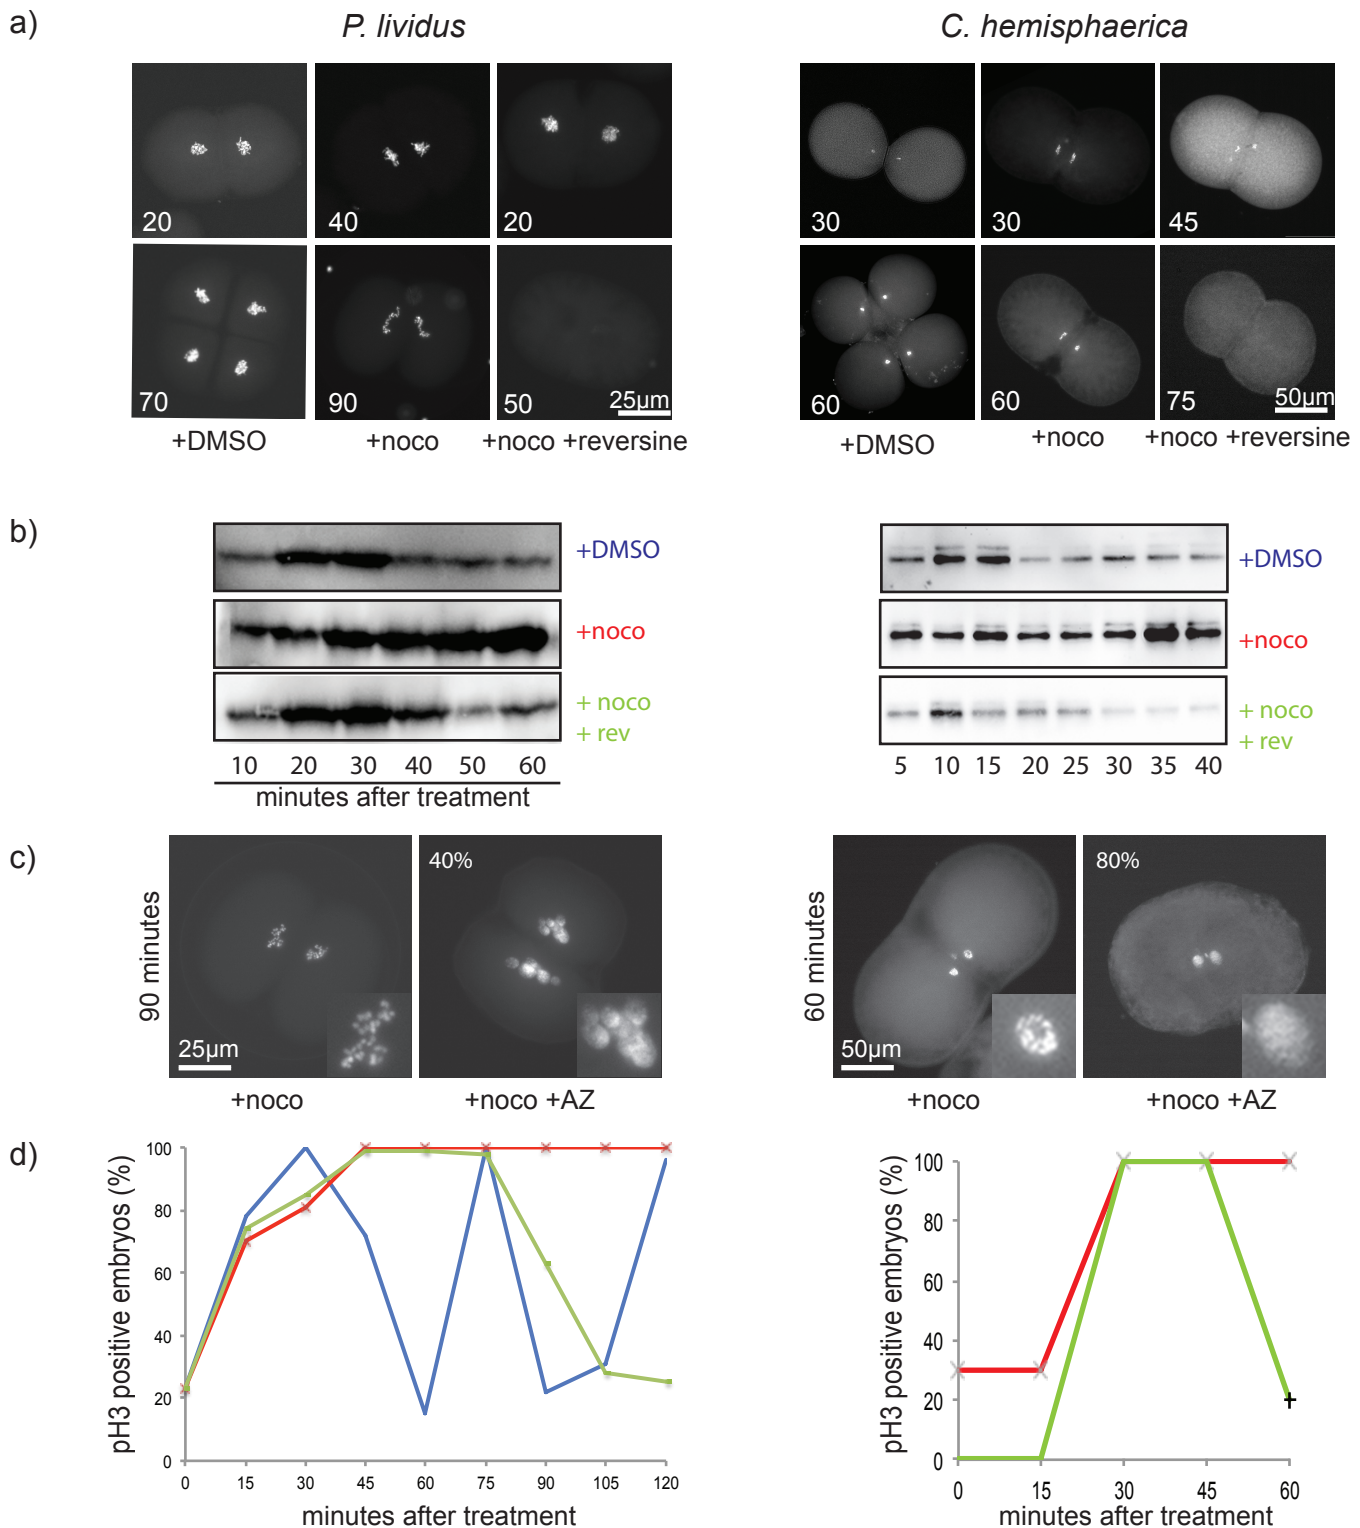 a)
P. lividus
C. hemisphaerica
20
40
20
30
30
45
70
90
50
25µm
60
60
75
50µm
+DMSO
+noco
+noco +reversine
+DMSO
+noco
+noco +reversine
b)
+DMSO
+noco
+ noco
+ rev
10 20 30 40 50 60
minutes after treatment
+DMSO
+noco
+ noco
+ rev
5 10 15 20 25 30 35 40
c)
90 minutes
25µm
40%
+noco
+noco +AZ
60 minutes
50µm
80%
+noco
+noco +AZ
d)
pH3 positive embryos (%)
100
80
60
40
20
0
0 15 30 45 60 75 90 105 120
minutes after treatment
pH3 positive embryos (%)
100
80
60
40
20
0
0 15 30 45 60
minutes after treatment